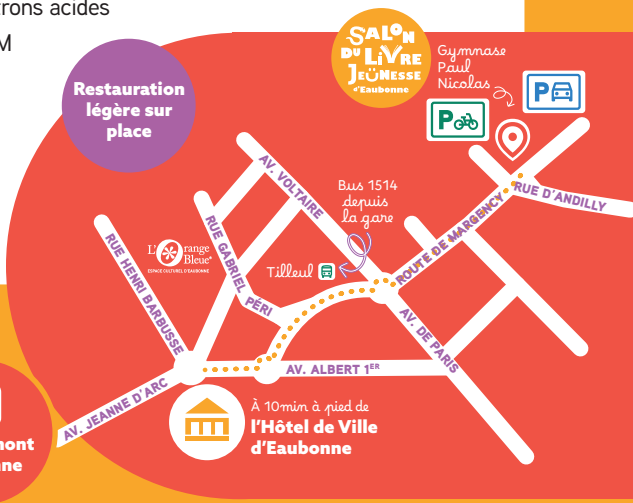 trons acides
M
Restauration
légère sur
place
SALON
DU LIVRE
JEÜNESSE
d'Eaubonne
Gymnase
Paul
Nicolas
P
P
AV. VOLTAIRE
Bus 1514
depuis
la gare
RUE D'ANDILLY
ROUTE DE MARGENCY
RUE GABRIEL
PÉRI
L'Orange
Bleue*
ESPACE CULTUREL D'EAUBONNE
RUE HENRI BARBUSSE
Tilleul
AV. DE PARIS
AV. ALBERT 1ER
AV. JEANNE D'ARC
À 10min à pied de
l'Hôtel de Ville
d'Eaubonne
mont
nne